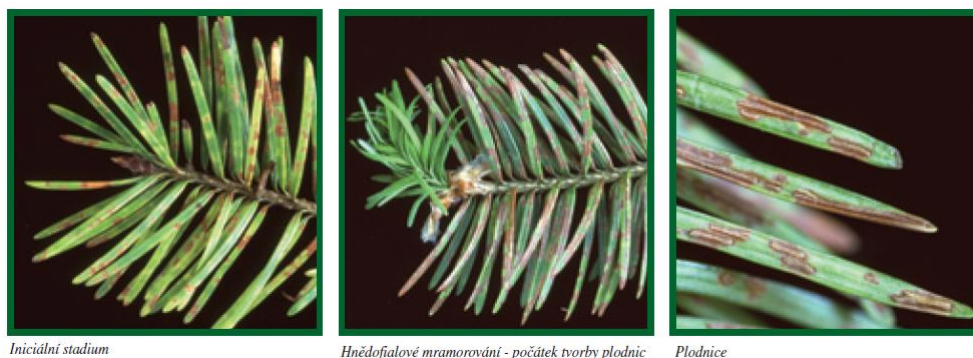 Iniciální stadium
Hnědofialové mramorování - počátek tvorby plodnic
Plodnice